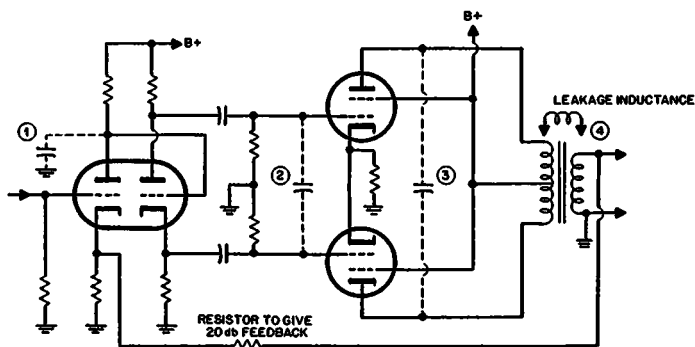 B+
B+
LEAKAGE INDUCTANCE
1
2
3
4
RESISTOR TO GIVE
20 db FEEDBACK